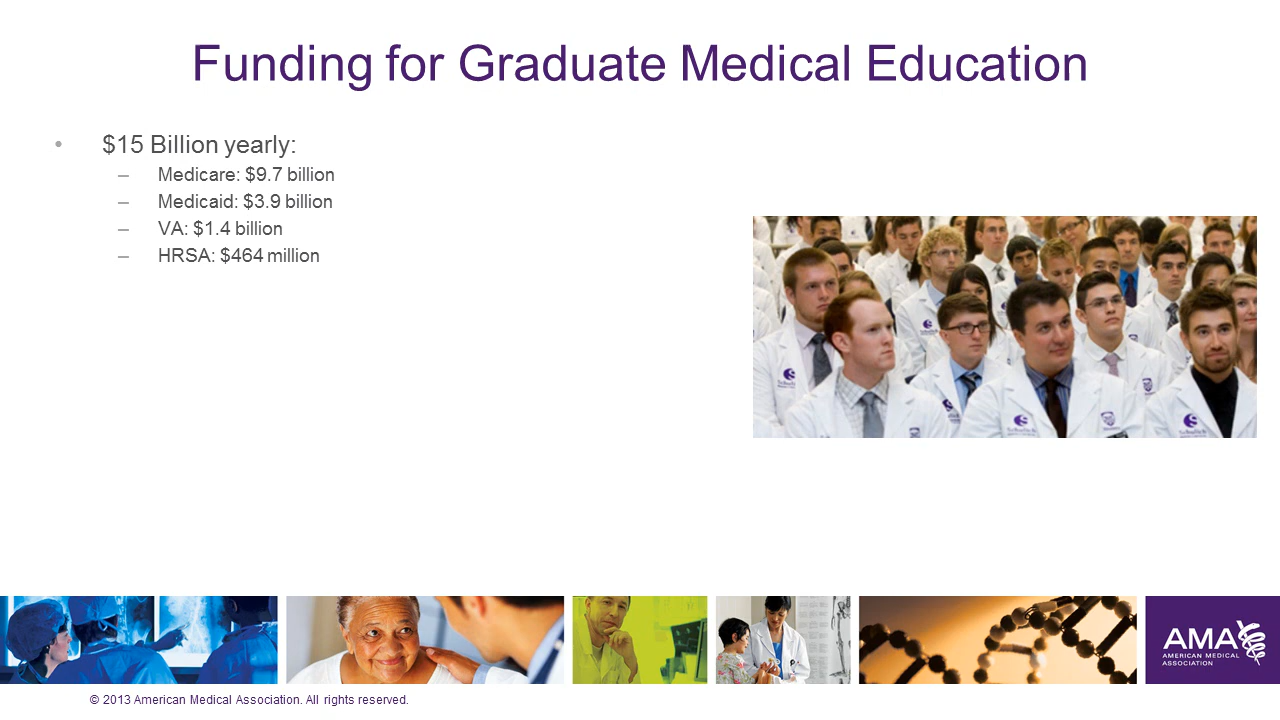 Funding for Graduate Medical Education
• $15 Billion yearly:
– Medicare: $9.7 billion
– Medicaid: $3.9 billion
– VA: $1.4 billion
– HRSA: $464 million
AMA
AMERICAN MEDICAL
ASSOCIATION
© 2013 American Medical Association. All rights reserved.